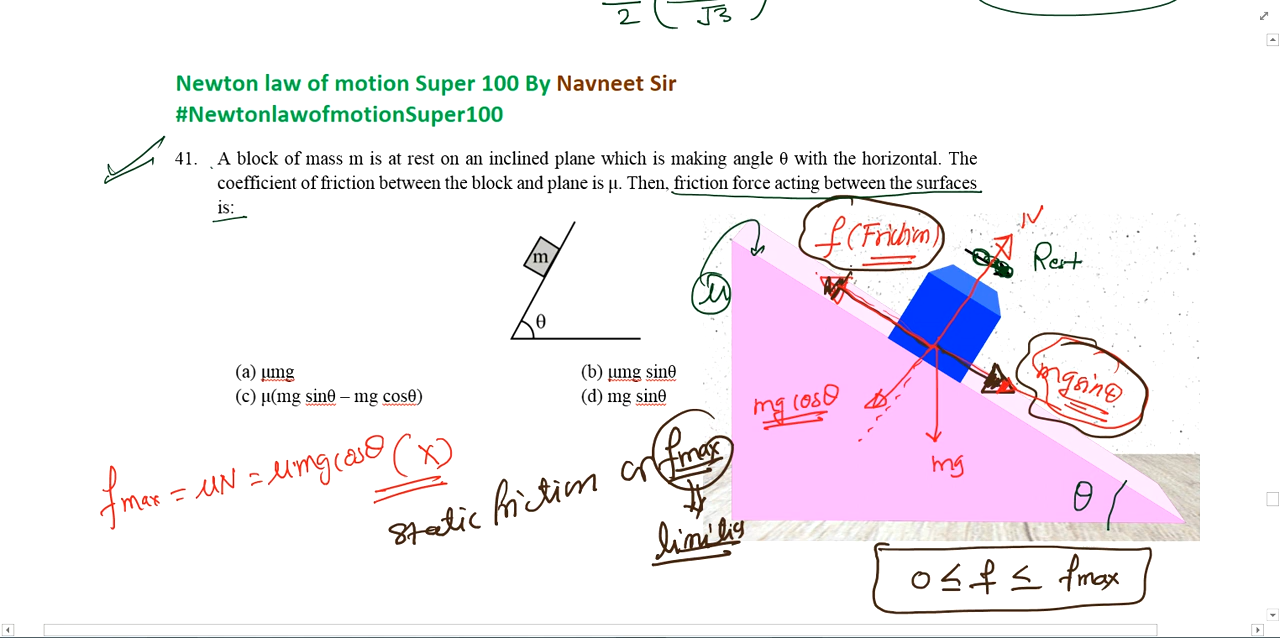 2 ( √3 )
Newton law of motion Super 100 By Navneet Sir
#NewtonlawofmotionSuper100
41. A block of mass m is at rest on an inclined plane which is making angle θ with the horizontal. The
coefficient of friction between the block and plane is μ. Then, friction force acting between the surfaces
is:
m
θ
(a) μmg
(b) μmg sinθ
(c) μ(mg sinθ – mg cosθ)
(d) mg sinθ
f (Friction)
N
Rest
μ
mg sinθ
mg cosθ
mg
θ
fmax = μN = μmg cosθ (X)
static friction or fmax
⇓
0 ≤ f ≤ fmax